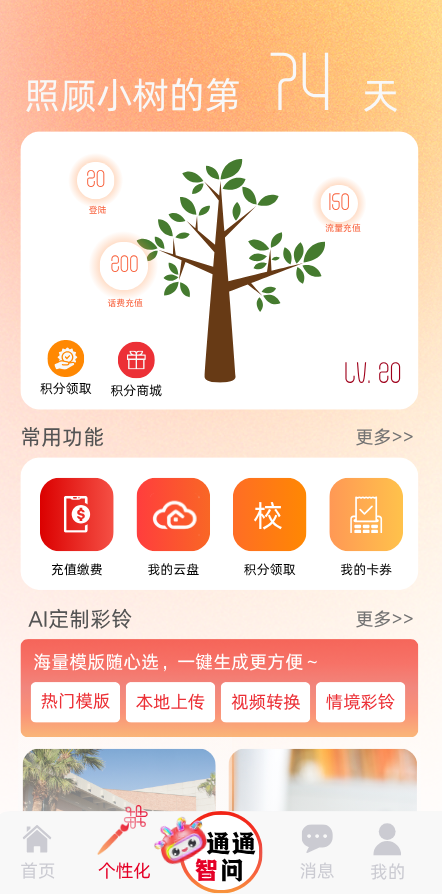 照顾小树的第 74 天
20
登陆
150
流量充值
200
话费充值
积分领取
积分商城
LV. 20
常用功能 更多>>
校
充值缴费 我的云盘 积分领取 我的卡券
AI定制彩铃 更多>>
海量模版随心选，一键生成更方便～
热门模版 本地上传 视频转换 情境彩铃
通通
智问
首页 个性化 消息 我的